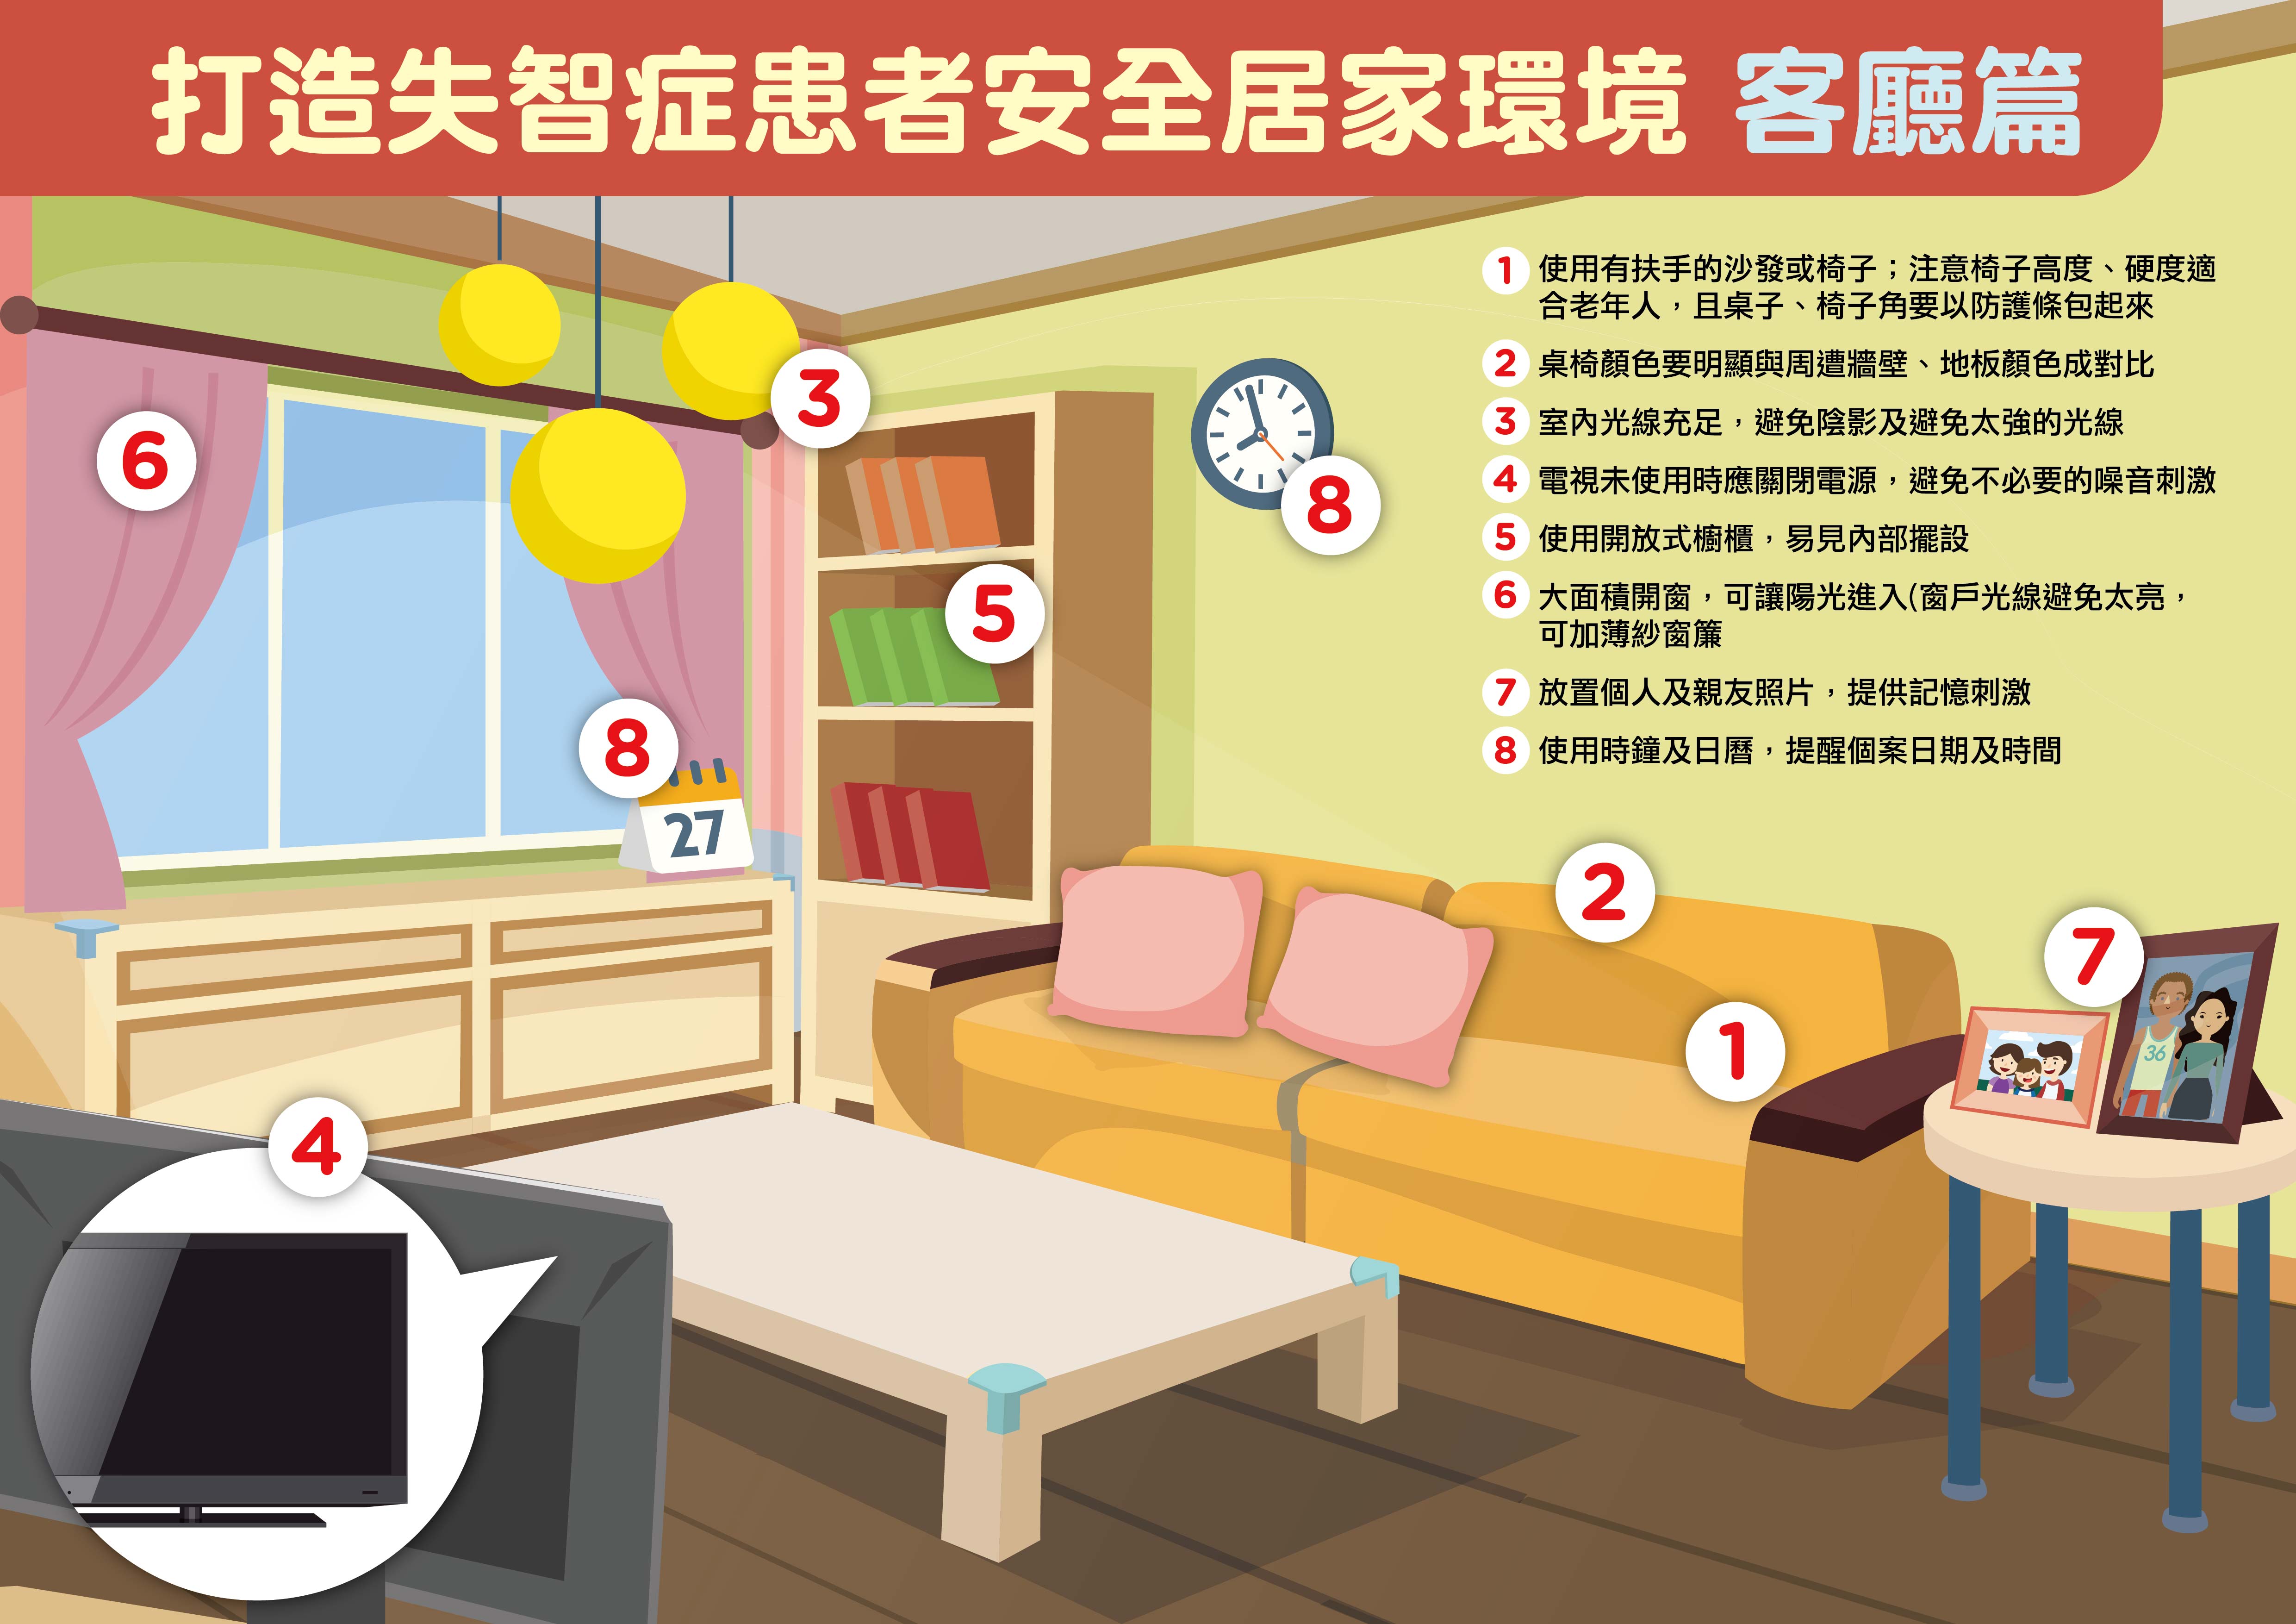 打造失智症患者安全居家環境 客廳篇
1 使用有扶手的沙發或椅子；注意椅子高度、硬度適
合老年人，且桌子、椅子角要以防護條包起來
2 桌椅顏色要明顯與周遭牆壁、地板顏色成對比
3 室內光線充足，避免陰影及避免太強的光線
4 電視未使用時應關閉電源，避免不必要的噪音刺激
5 使用開放式櫥櫃，易見內部擺設
6 大面積開窗，可讓陽光進入(窗戶光線避免太亮，
可加薄紗窗簾
7 放置個人及親友照片，提供記憶刺激
8 使用時鐘及日曆，提醒個案日期及時間
3
6
8
5
8
27
2
7
1
36
4